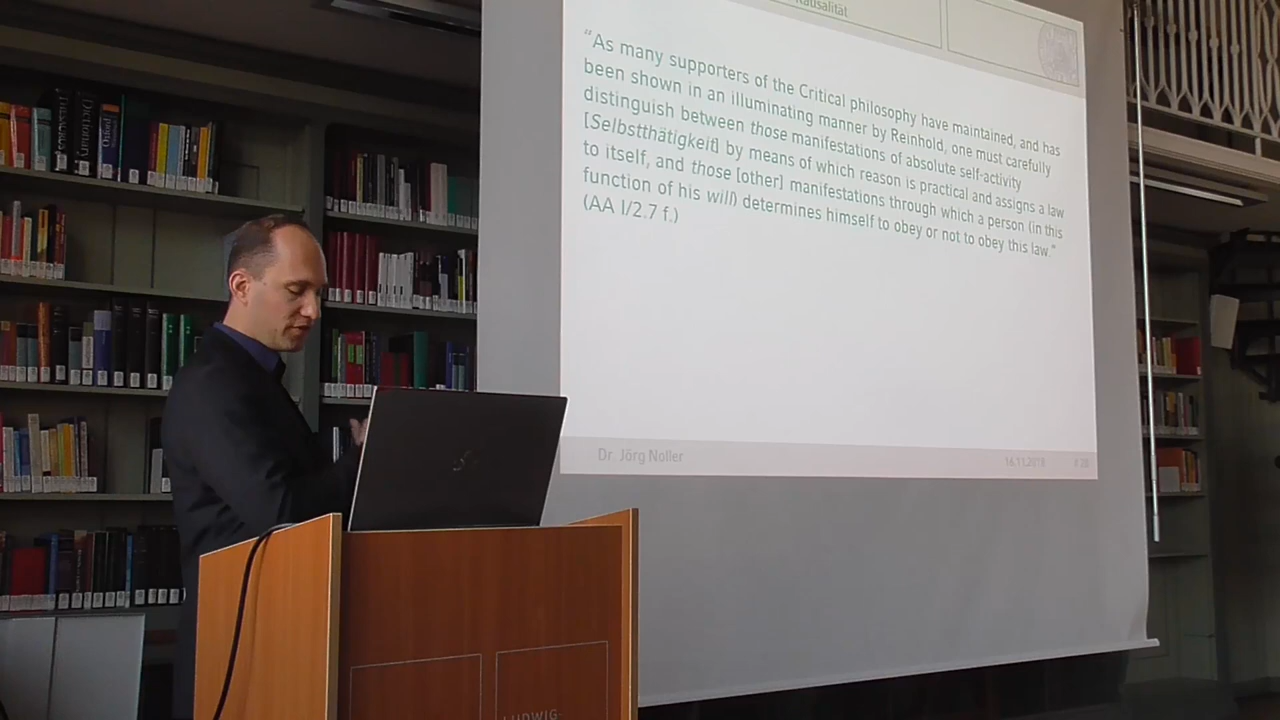 Kausalität
“As many supporters of the Critical philosophy have maintained, and has
been shown in an illuminating manner by Reinhold, one must carefully
distinguish between those manifestations of absolute self-activity
[Selbstthätigkeit] by means of which reason is practical and assigns a law
to itself, and those [other] manifestations through which a person (in this
function of his will) determines himself to obey or not to obey this law.”
(AA I/2.7 f.)
Dr. Jörg Noller
16.11.2018
THESAURUS
Dictionary
LUDWIG-